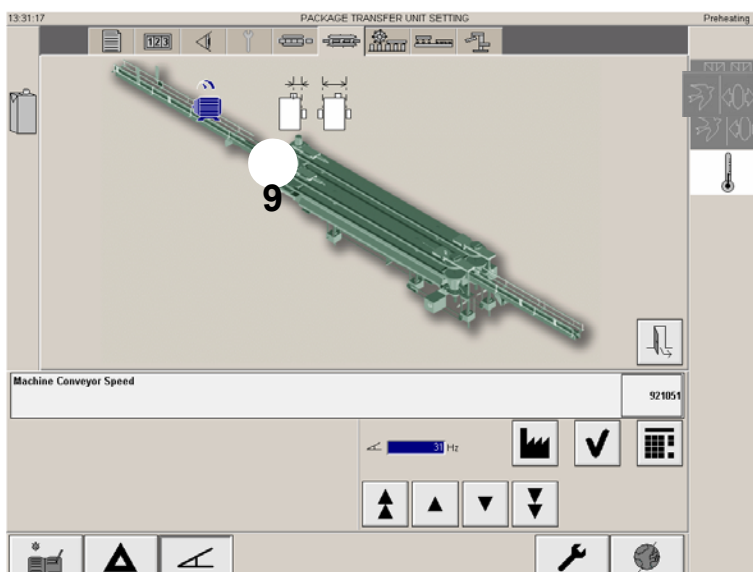 13:31:17 PACKAGE TRANSFER UNIT SETTING Preheating
123
9
Machine Conveyor Speed
921051
31 Hz